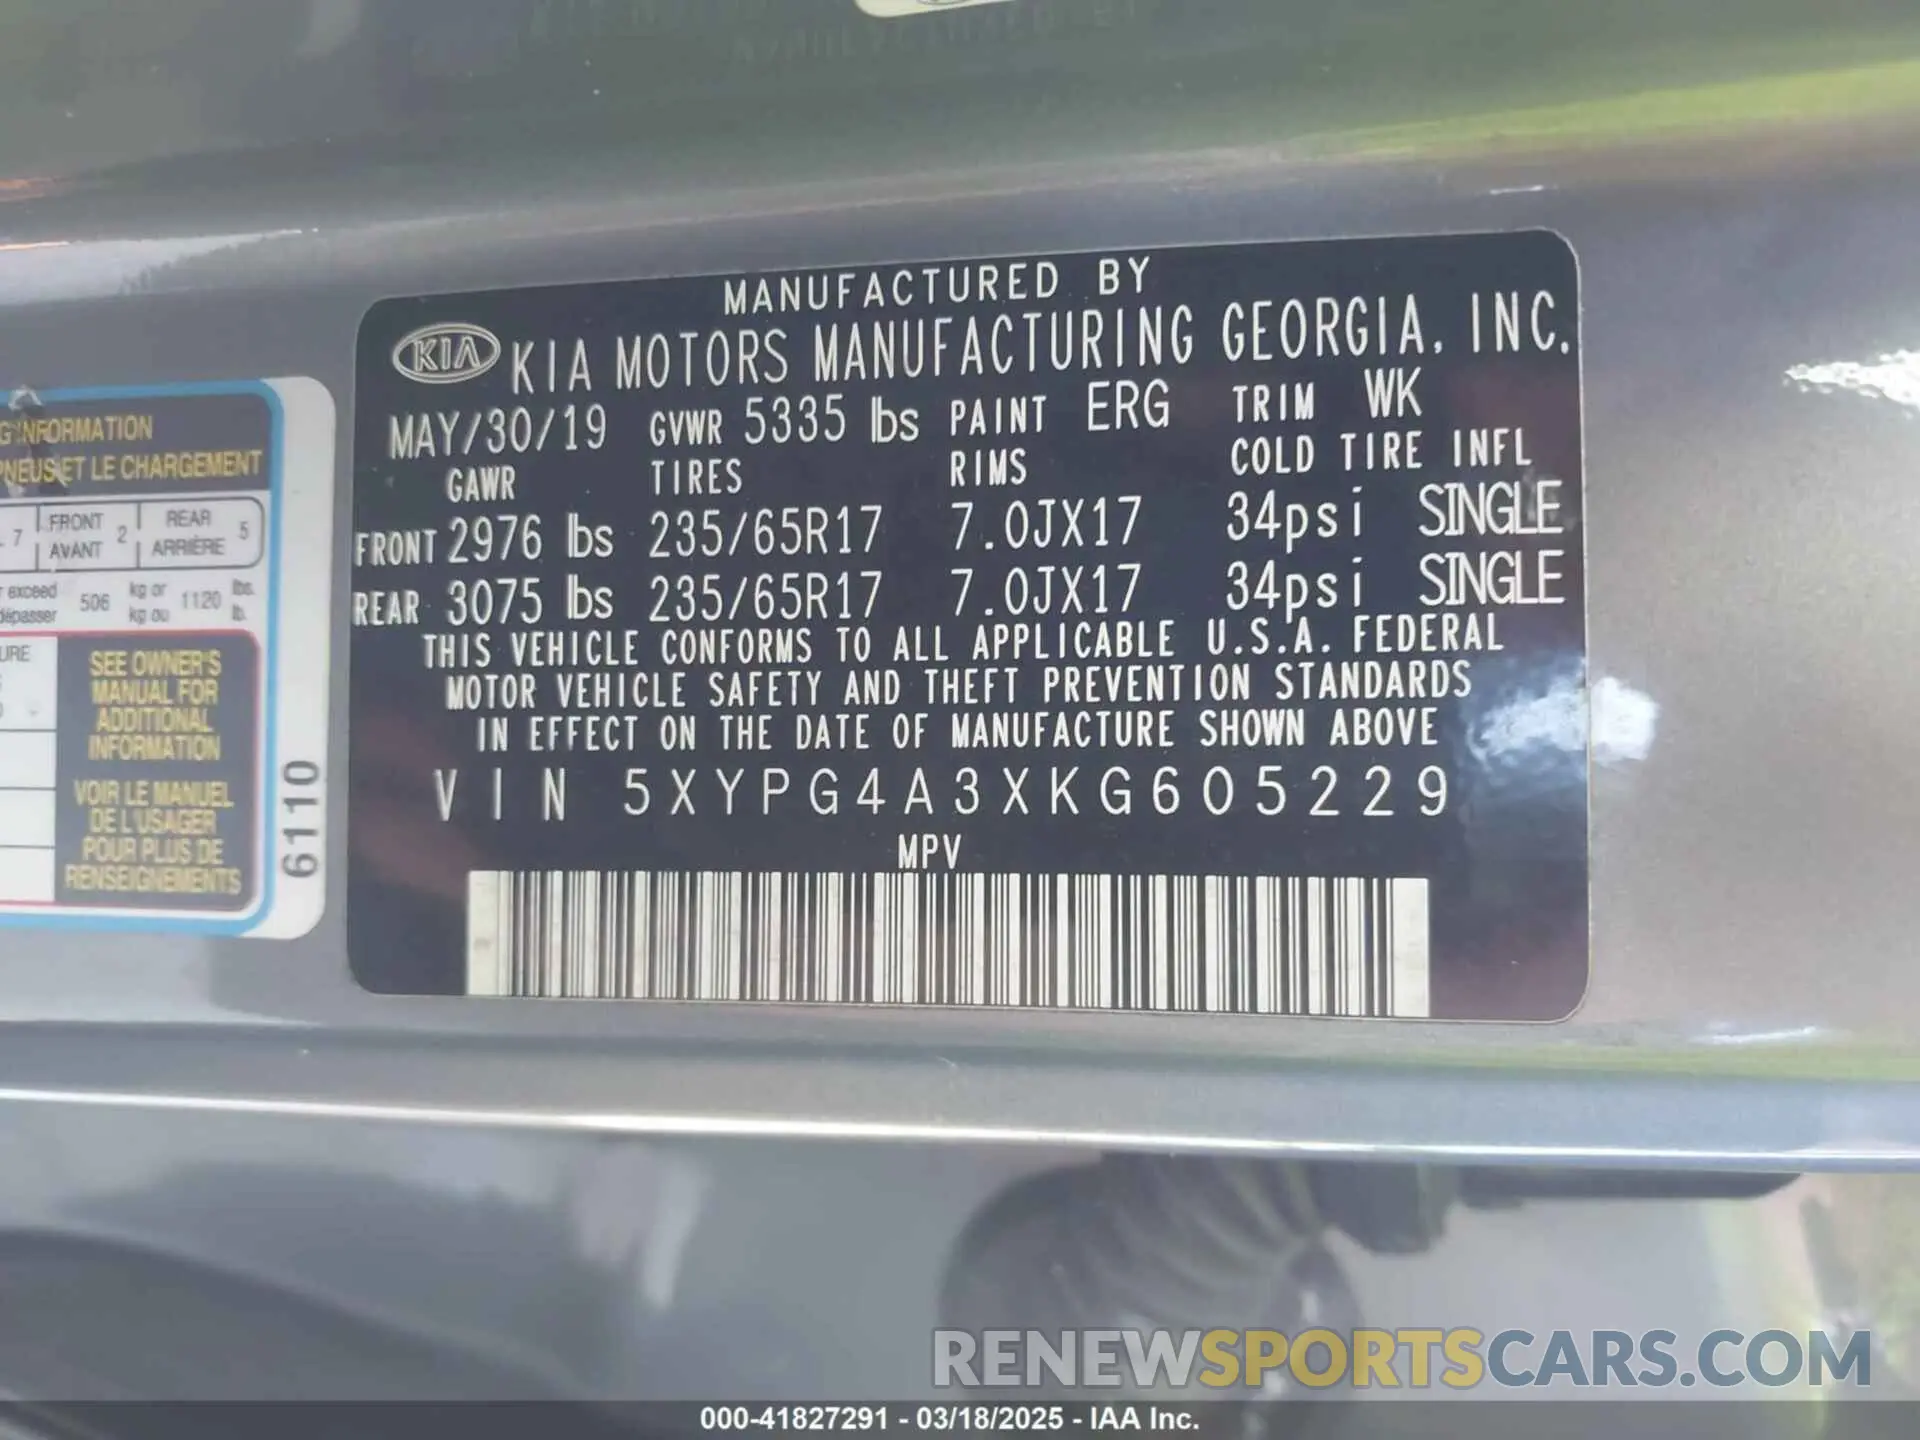 MANUFACTURED BY
KIA KIA MOTORS MANUFACTURING GEORGIA, INC.
MAY/30/19 GVWR 5335 lbs PAINT ERG TRIM WK
GAWR TIRES RIMS COLD TIRE INFL
FRONT 2976 lbs 235/65R17 7.0JX17 34psi SINGLE
REAR 3075 lbs 235/65R17 7.0JX17 34psi SINGLE
THIS VEHICLE CONFORMS TO ALL APPLICABLE U.S.A. FEDERAL
MOTOR VEHICLE SAFETY AND THEFT PREVENTION STANDARDS
IN EFFECT ON THE DATE OF MANUFACTURE SHOWN ABOVE
VIN 5XYPG4A3XKG605229
MPV
INFORMATION
PNEUS ET LE CHARGEMENT
7 FRONT 2 REAR 5
AVANT ARRIÈRE
exceed 506 kg or 1120 lbs.
dépasser kg ou lb.
SEE OWNER'S
MANUAL FOR
ADDITIONAL
INFORMATION
VOIR LE MANUEL
DE L'USAGER
POUR PLUS DE
RENSEIGNEMENTS
6110
RENEWSPORTSCARS.COM
000-41827291 - 03/18/2025 - IAA Inc.